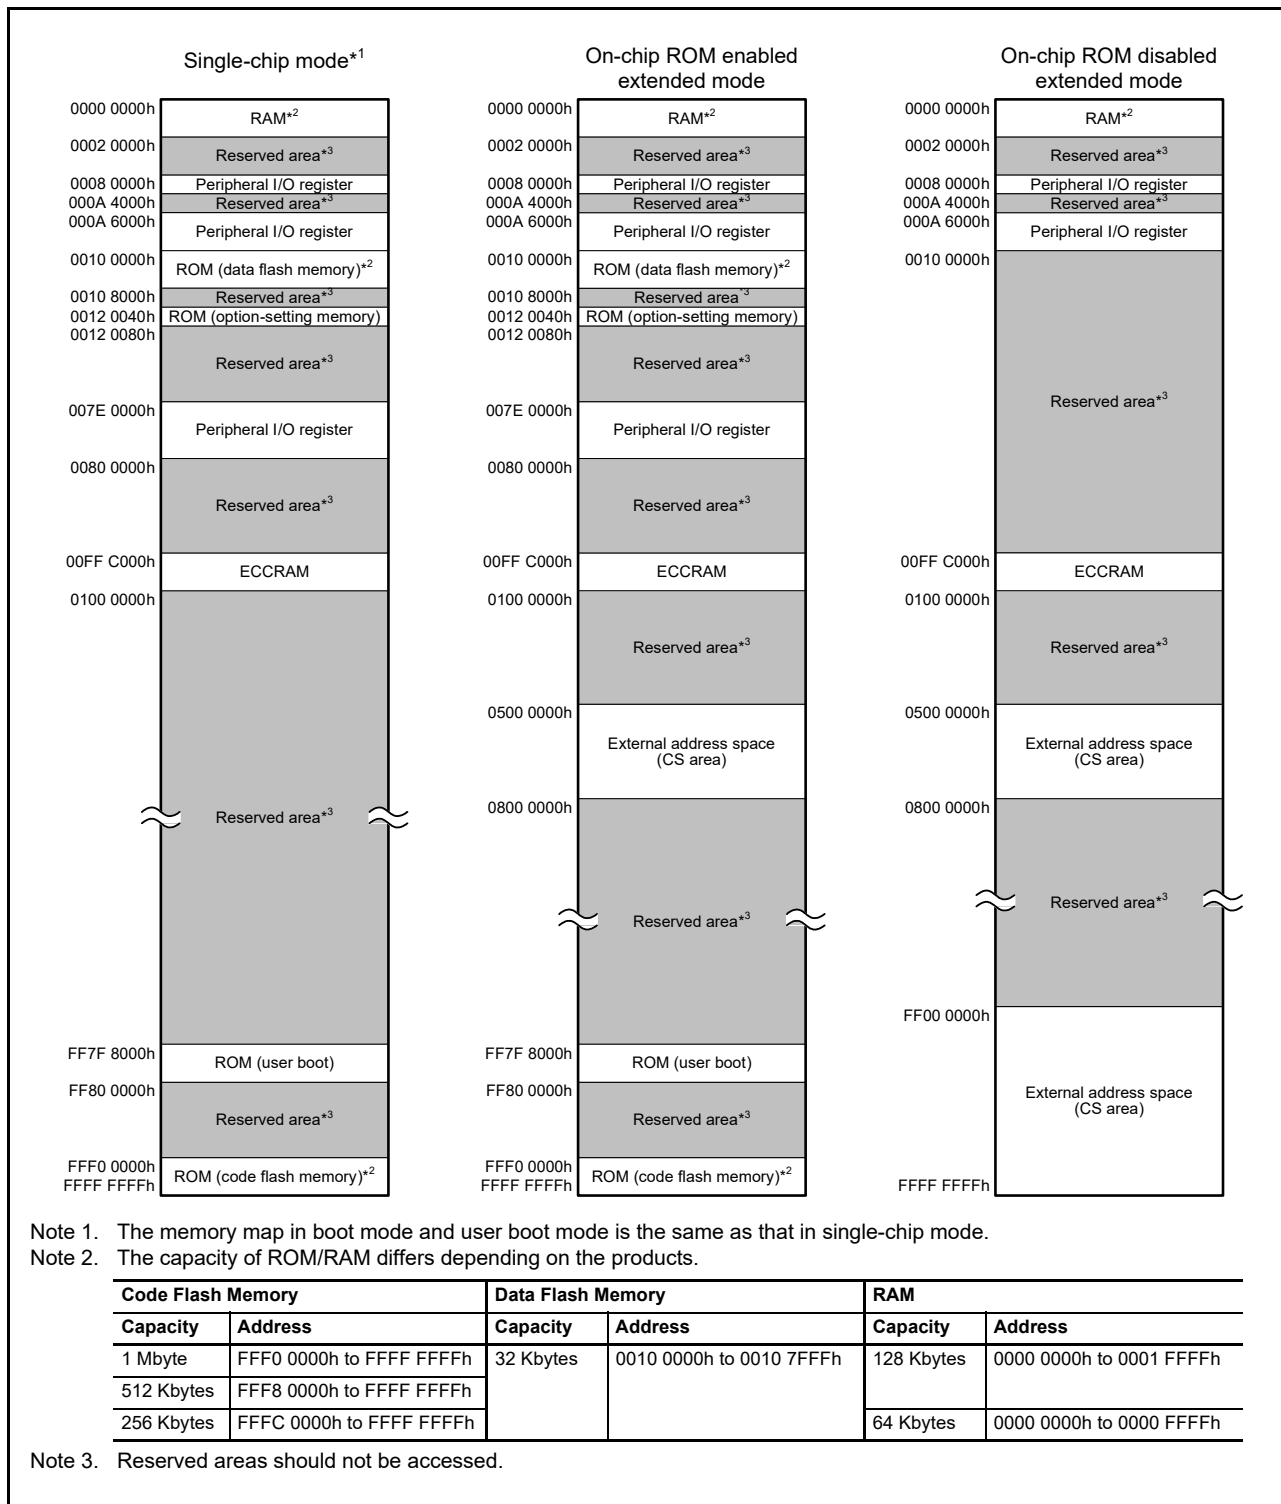 Single-chip mode*1
0000 0000h
RAM*2
0002 0000h
Reserved area*3
0008 0000h
Peripheral I/O register
000A 4000h
Reserved area*3
000A 6000h
Peripheral I/O register
0010 0000h
ROM (data flash memory)*2
0010 8000h
Reserved area*3
0012 0040h
ROM (option-setting memory)
0012 0080h
Reserved area*3
007E 0000h
Peripheral I/O register
0080 0000h
Reserved area*3
00FF C000h
ECCRAM
0100 0000h
Reserved area*3
FF7F 8000h
ROM (user boot)
FF80 0000h
Reserved area*3
FFF0 0000h
ROM (code flash memory)*2
FFFF FFFFh
On-chip ROM enabled
extended mode
0000 0000h
RAM*2
0002 0000h
Reserved area*3
0008 0000h
Peripheral I/O register
000A 4000h
Reserved area*3
000A 6000h
Peripheral I/O register
0010 0000h
ROM (data flash memory)*2
0010 8000h
Reserved area*3
0012 0040h
ROM (option-setting memory)
0012 0080h
Reserved area*3
007E 0000h
Peripheral I/O register
0080 0000h
Reserved area*3
00FF C000h
ECCRAM
0100 0000h
Reserved area*3
0500 0000h
External address space
(CS area)
0800 0000h
Reserved area*3
FF7F 8000h
ROM (user boot)
FF80 0000h
Reserved area*3
FFF0 0000h
ROM (code flash memory)*2
FFFF FFFFh
On-chip ROM disabled
extended mode
0000 0000h
RAM*2
0002 0000h
Reserved area*3
0008 0000h
Peripheral I/O register
000A 4000h
Reserved area*3
000A 6000h
Peripheral I/O register
0010 0000h
Reserved area*3
00FF C000h
ECCRAM
0100 0000h
Reserved area*3
0500 0000h
External address space
(CS area)
0800 0000h
Reserved area*3
FF00 0000h
External address space
(CS area)
FFFF FFFFh
Note 1. The memory map in boot mode and user boot mode is the same as that in single-chip mode.
Note 2. The capacity of ROM/RAM differs depending on the products.
Code Flash Memory Data Flash Memory RAM
Capacity Address Capacity Address Capacity Address
1 Mbyte FFF0 0000h to FFFF FFFFh 32 Kbytes 0010 0000h to 0010 7FFFh 128 Kbytes 0000 0000h to 0001 FFFFh
512 Kbytes FFF8 0000h to FFFF FFFFh
256 Kbytes FFFC 0000h to FFFF FFFFh 64 Kbytes 0000 0000h to 0000 FFFFh
Note 3. Reserved areas should not be accessed.